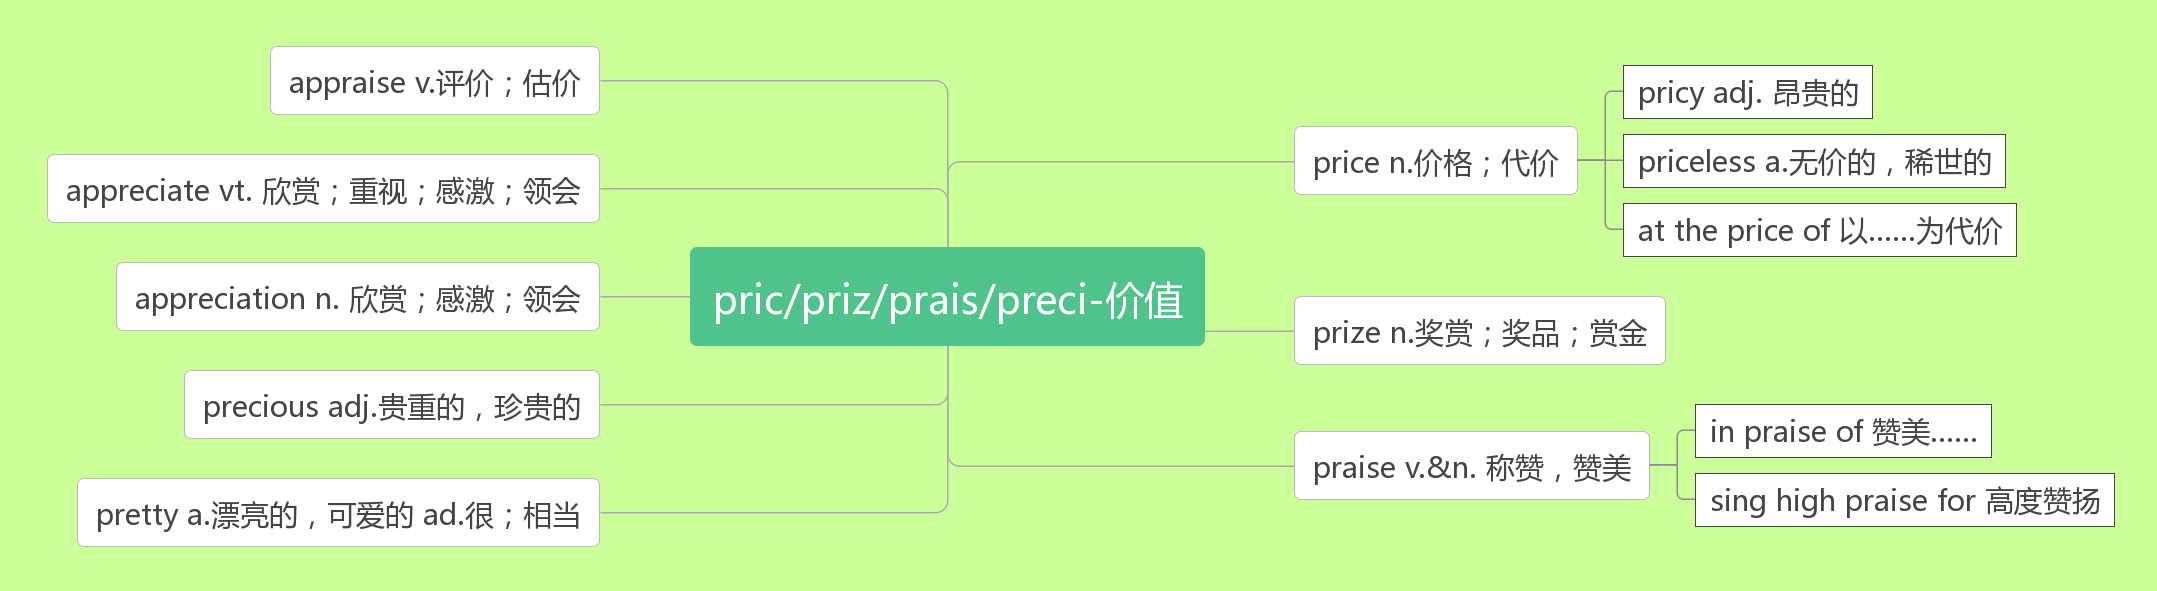 appraise v.评价；估价
appreciate vt. 欣赏；重视；感激；领会
appreciation n. 欣赏；感激；领会
precious adj.贵重的，珍贵的
pretty a.漂亮的，可爱的 ad.很；相当
pric/priz/prais/preci-价值
price n.价格；代价
pricy adj. 昂贵的
priceless a.无价的，稀世的
at the price of 以……为代价
prize n.奖赏；奖品；赏金
praise v.&n. 称赞，赞美
in praise of 赞美……
sing high praise for 高度赞扬